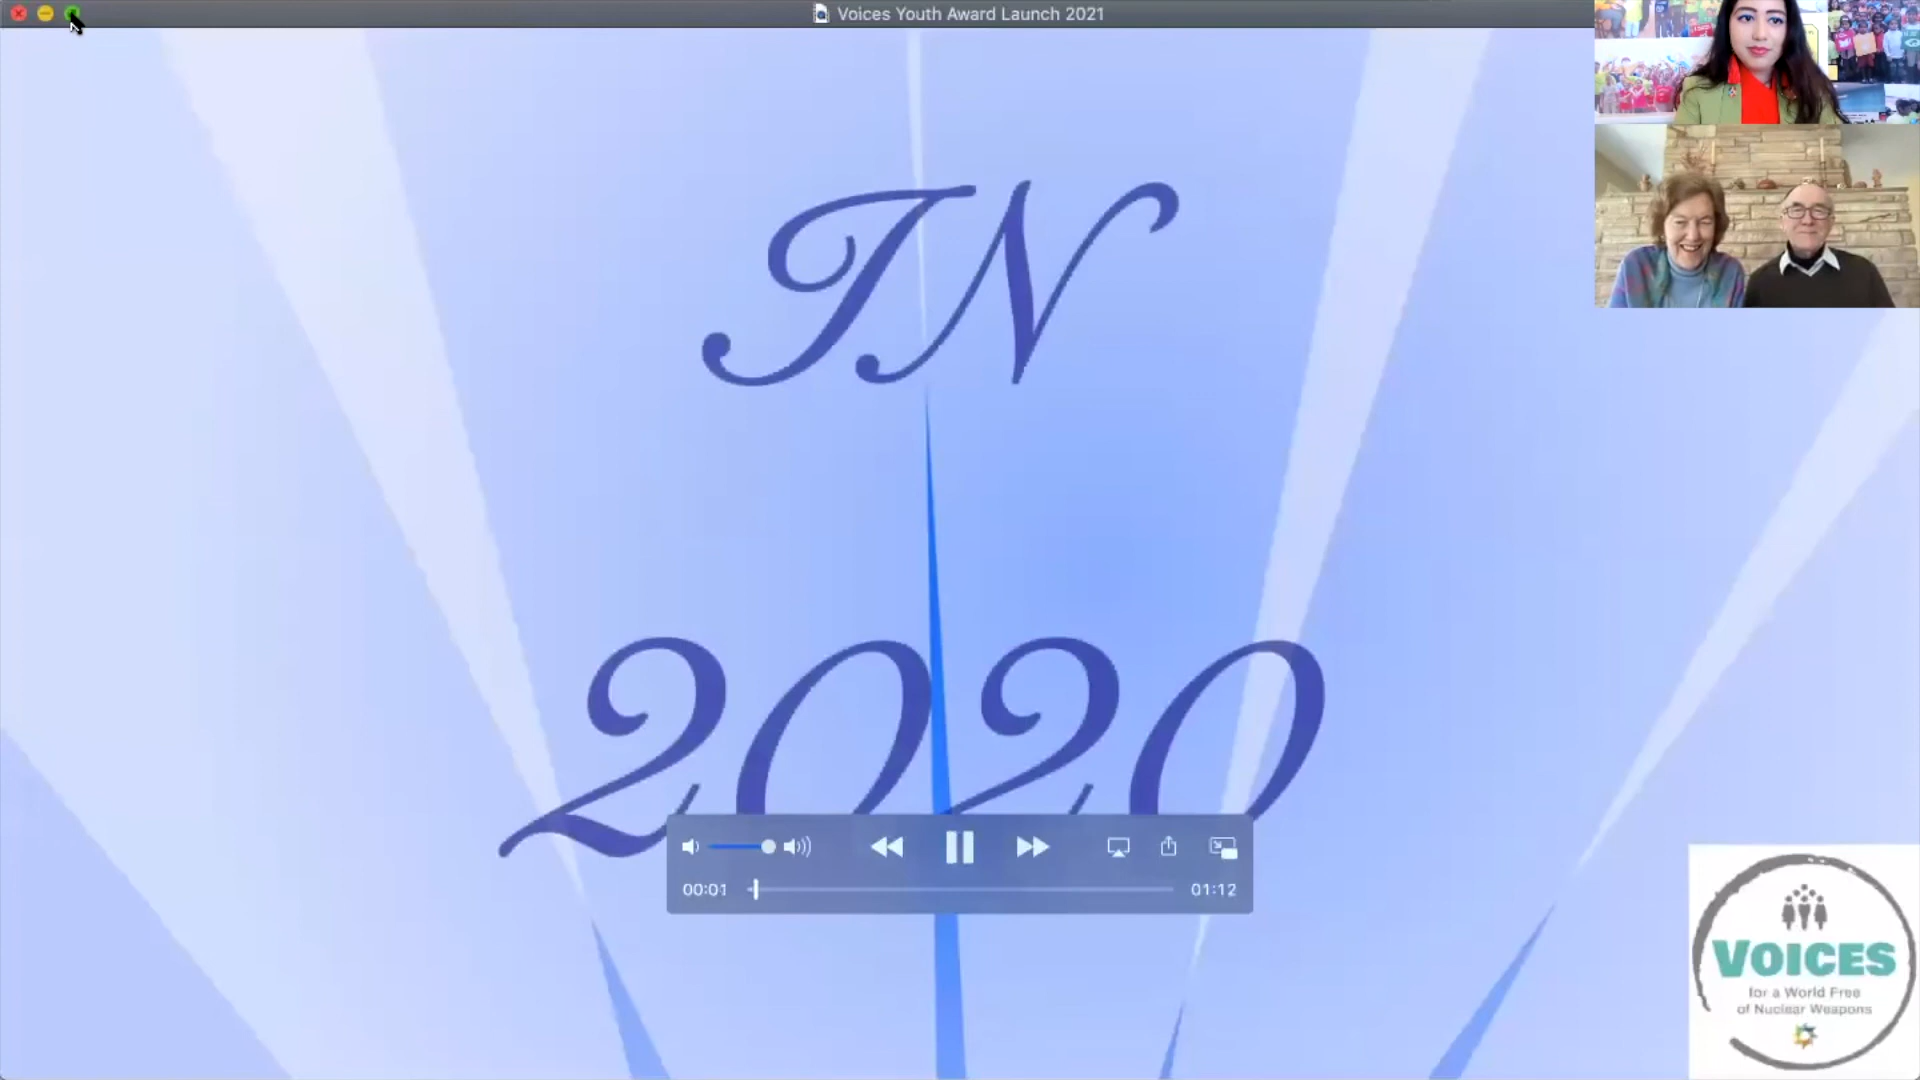 Voices Youth Award Launch 2021
IN
2020
00:01
01:12
VOICES
for a World Free
of Nuclear Weapons